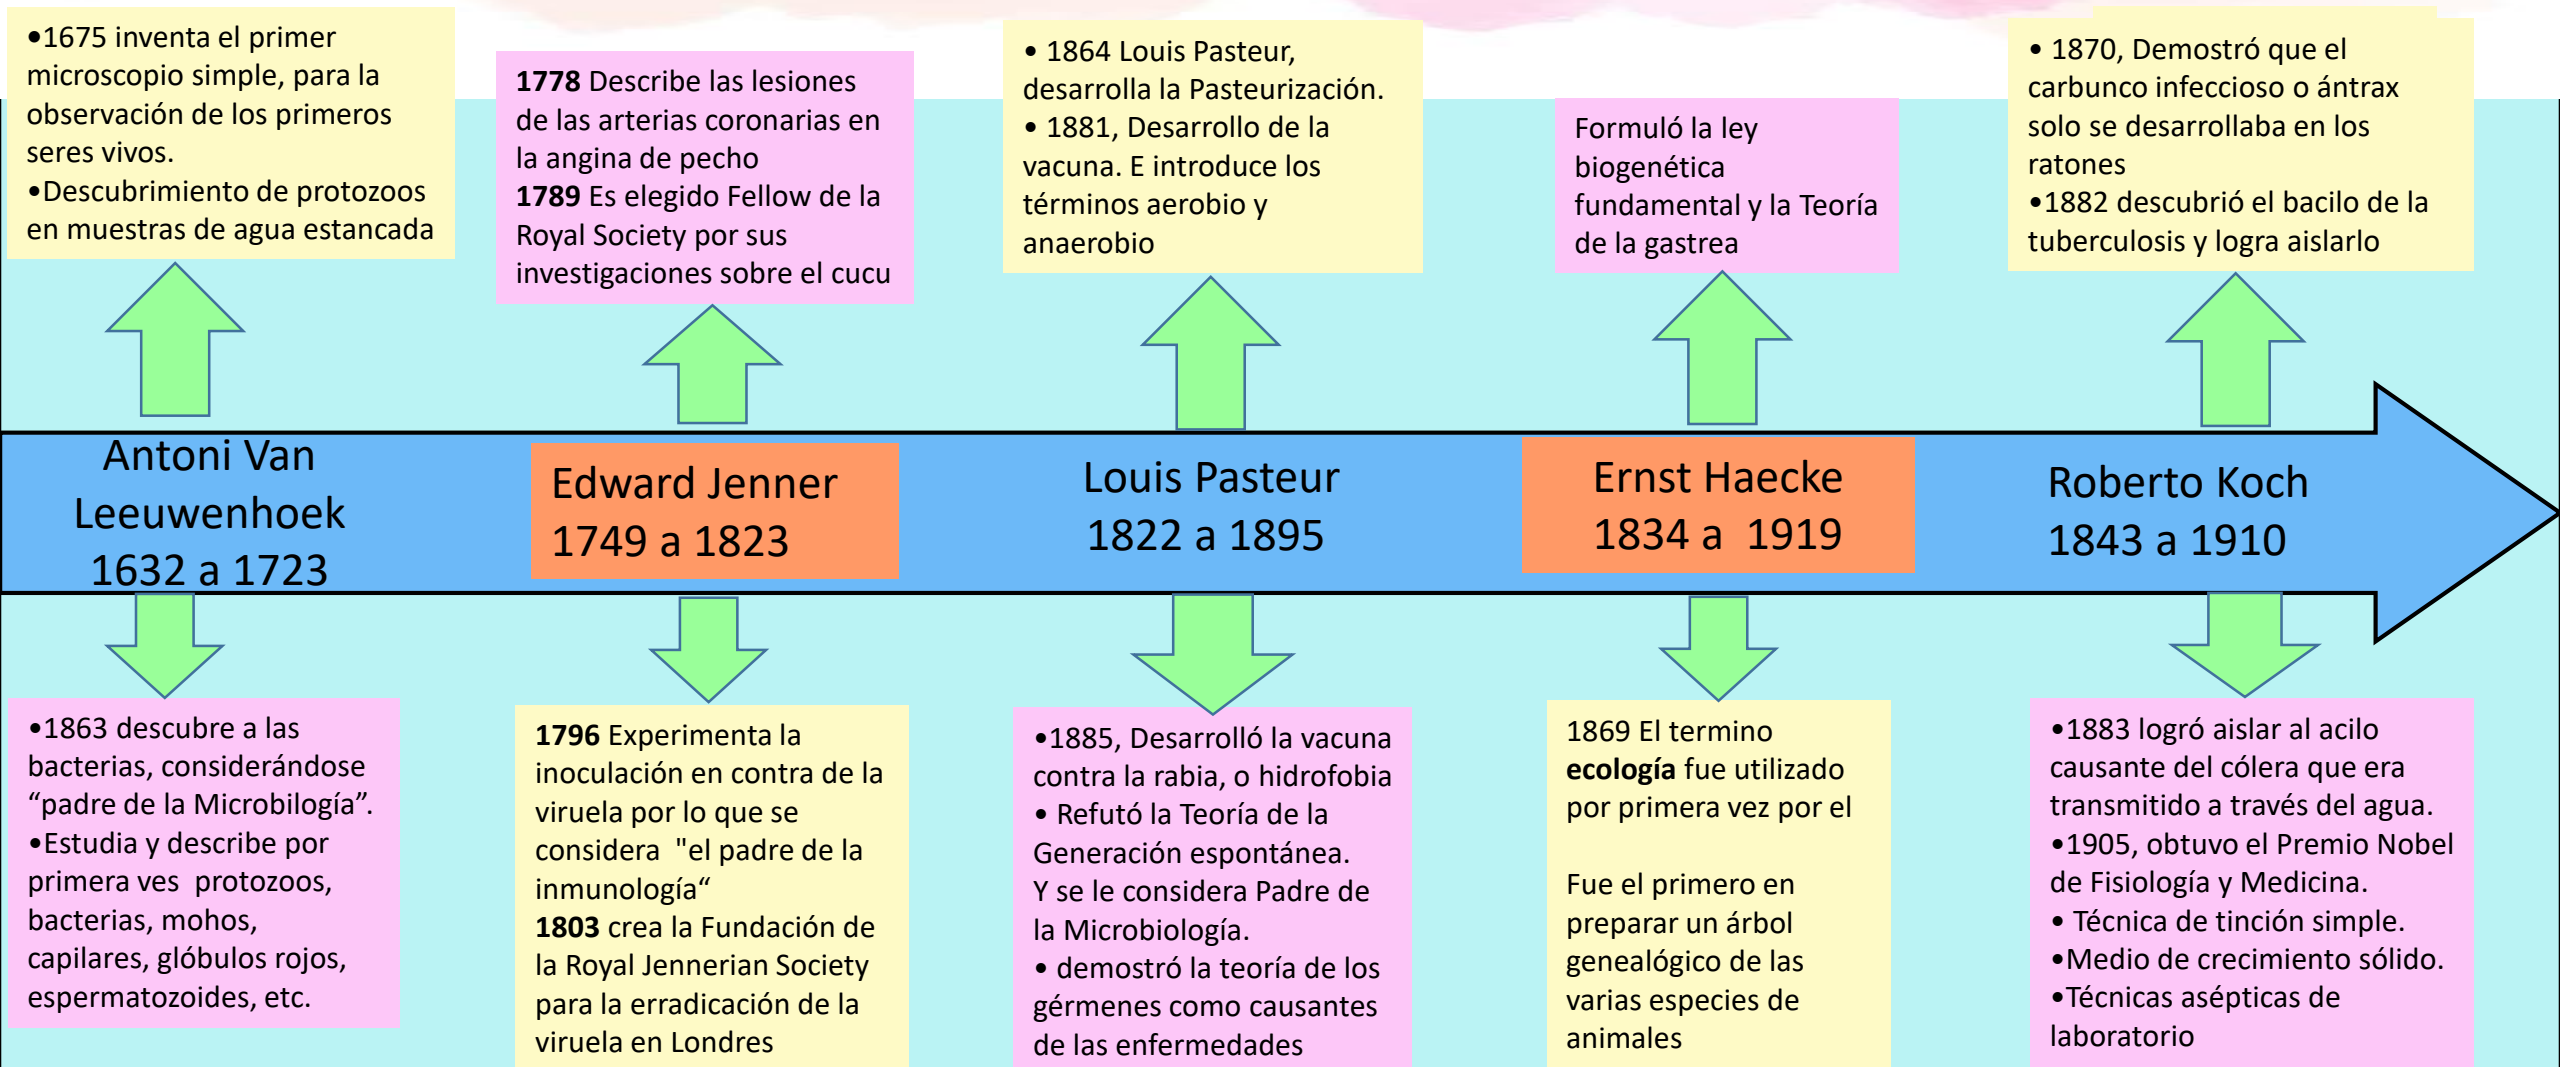 •1675 inventa el primer
microscopio simple, para la
observación de los primeros
seres vivos.
•Descubrimiento de protozoos
en muestras de agua estancada
1778 Describe las lesiones
de las arterias coronarias en
la angina de pecho
1789 Es elegido Fellow de la
Royal Society por sus
investigaciones sobre el cucu
• 1864 Louis Pasteur,
desarrolla la Pasteurización.
• 1881, Desarrollo de la
vacuna. E introduce los
términos aerobio y
anaerobio
Formuló la ley
biogenética
fundamental y la Teoría
de la gastrea
• 1870, Demostró que el
carbunco infeccioso o ántrax
solo se desarrollaba en los
ratones
•1882 descubrió el bacilo de la
tuberculosis y logra aislarlo
Antoni Van
Leeuwenhoek
1632 a 1723
Edward Jenner
1749 a 1823
Louis Pasteur
1822 a 1895
Ernst Haecke
1834 a 1919
Roberto Koch
1843 a 1910
•1863 descubre a las
bacterias, considerándose
“padre de la Microbilogía”.
•Estudia y describe por
primera ves protozoos,
bacterias, mohos,
capilares, glóbulos rojos,
espermatozoides, etc.
1796 Experimenta la
inoculación en contra de la
viruela por lo que se
considera "el padre de la
inmunología“
1803 crea la Fundación de
la Royal Jennerian Society
para la erradicación de la
viruela en Londres
•1885, Desarrolló la vacuna
contra la rabia, o hidrofobia
• Refutó la Teoría de la
Generación espontánea.
Y se le considera Padre de
la Microbiología.
• demostró la teoría de los
gérmenes como causantes
de las enfermedades
1869 El termino
ecología fue utilizado
por primera vez por el
Fue el primero en
preparar un árbol
genealógico de las
varias especies de
animales
•1883 logró aislar al acilo
causante del cólera que era
transmitido a través del agua.
•1905, obtuvo el Premio Nobel
de Fisiología y Medicina.
• Técnica de tinción simple.
•Medio de crecimiento sólido.
•Técnicas asépticas de
laboratorio